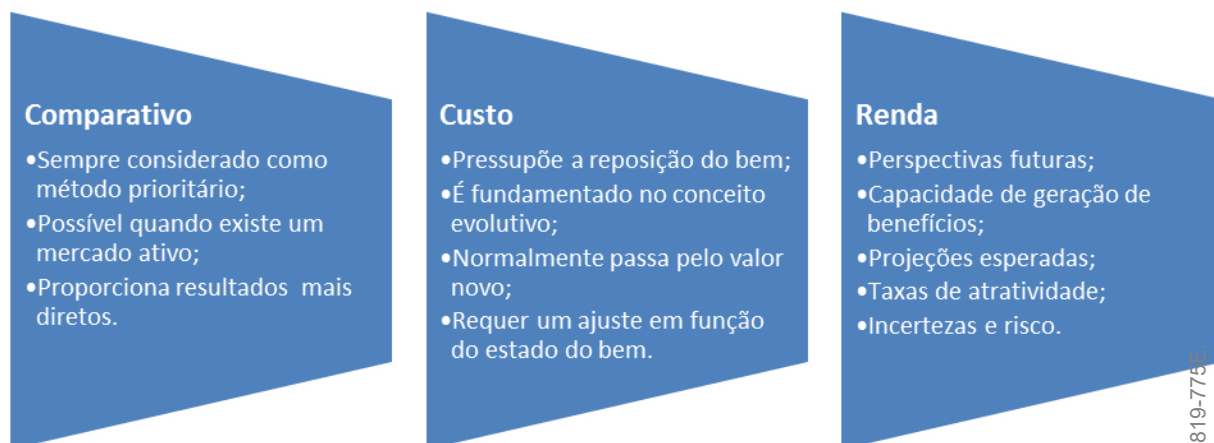 Comparativo
•Sempre considerado como
método prioritário;
•Possível quando existe um
mercado ativo;
•Proporciona resultados mais
diretos.
Custo
•Pressupõe a reposição do bem;
•É fundamentado no conceito
evolutivo;
•Normalmente passa pelo valor
novo;
•Requer um ajuste em função
do estado do bem.
Renda
•Perspectivas futuras;
•Capacidade de geração de
benefícios;
•Projeções esperadas;
•Taxas de atratividade;
•Incertezas e risco.
819-775E